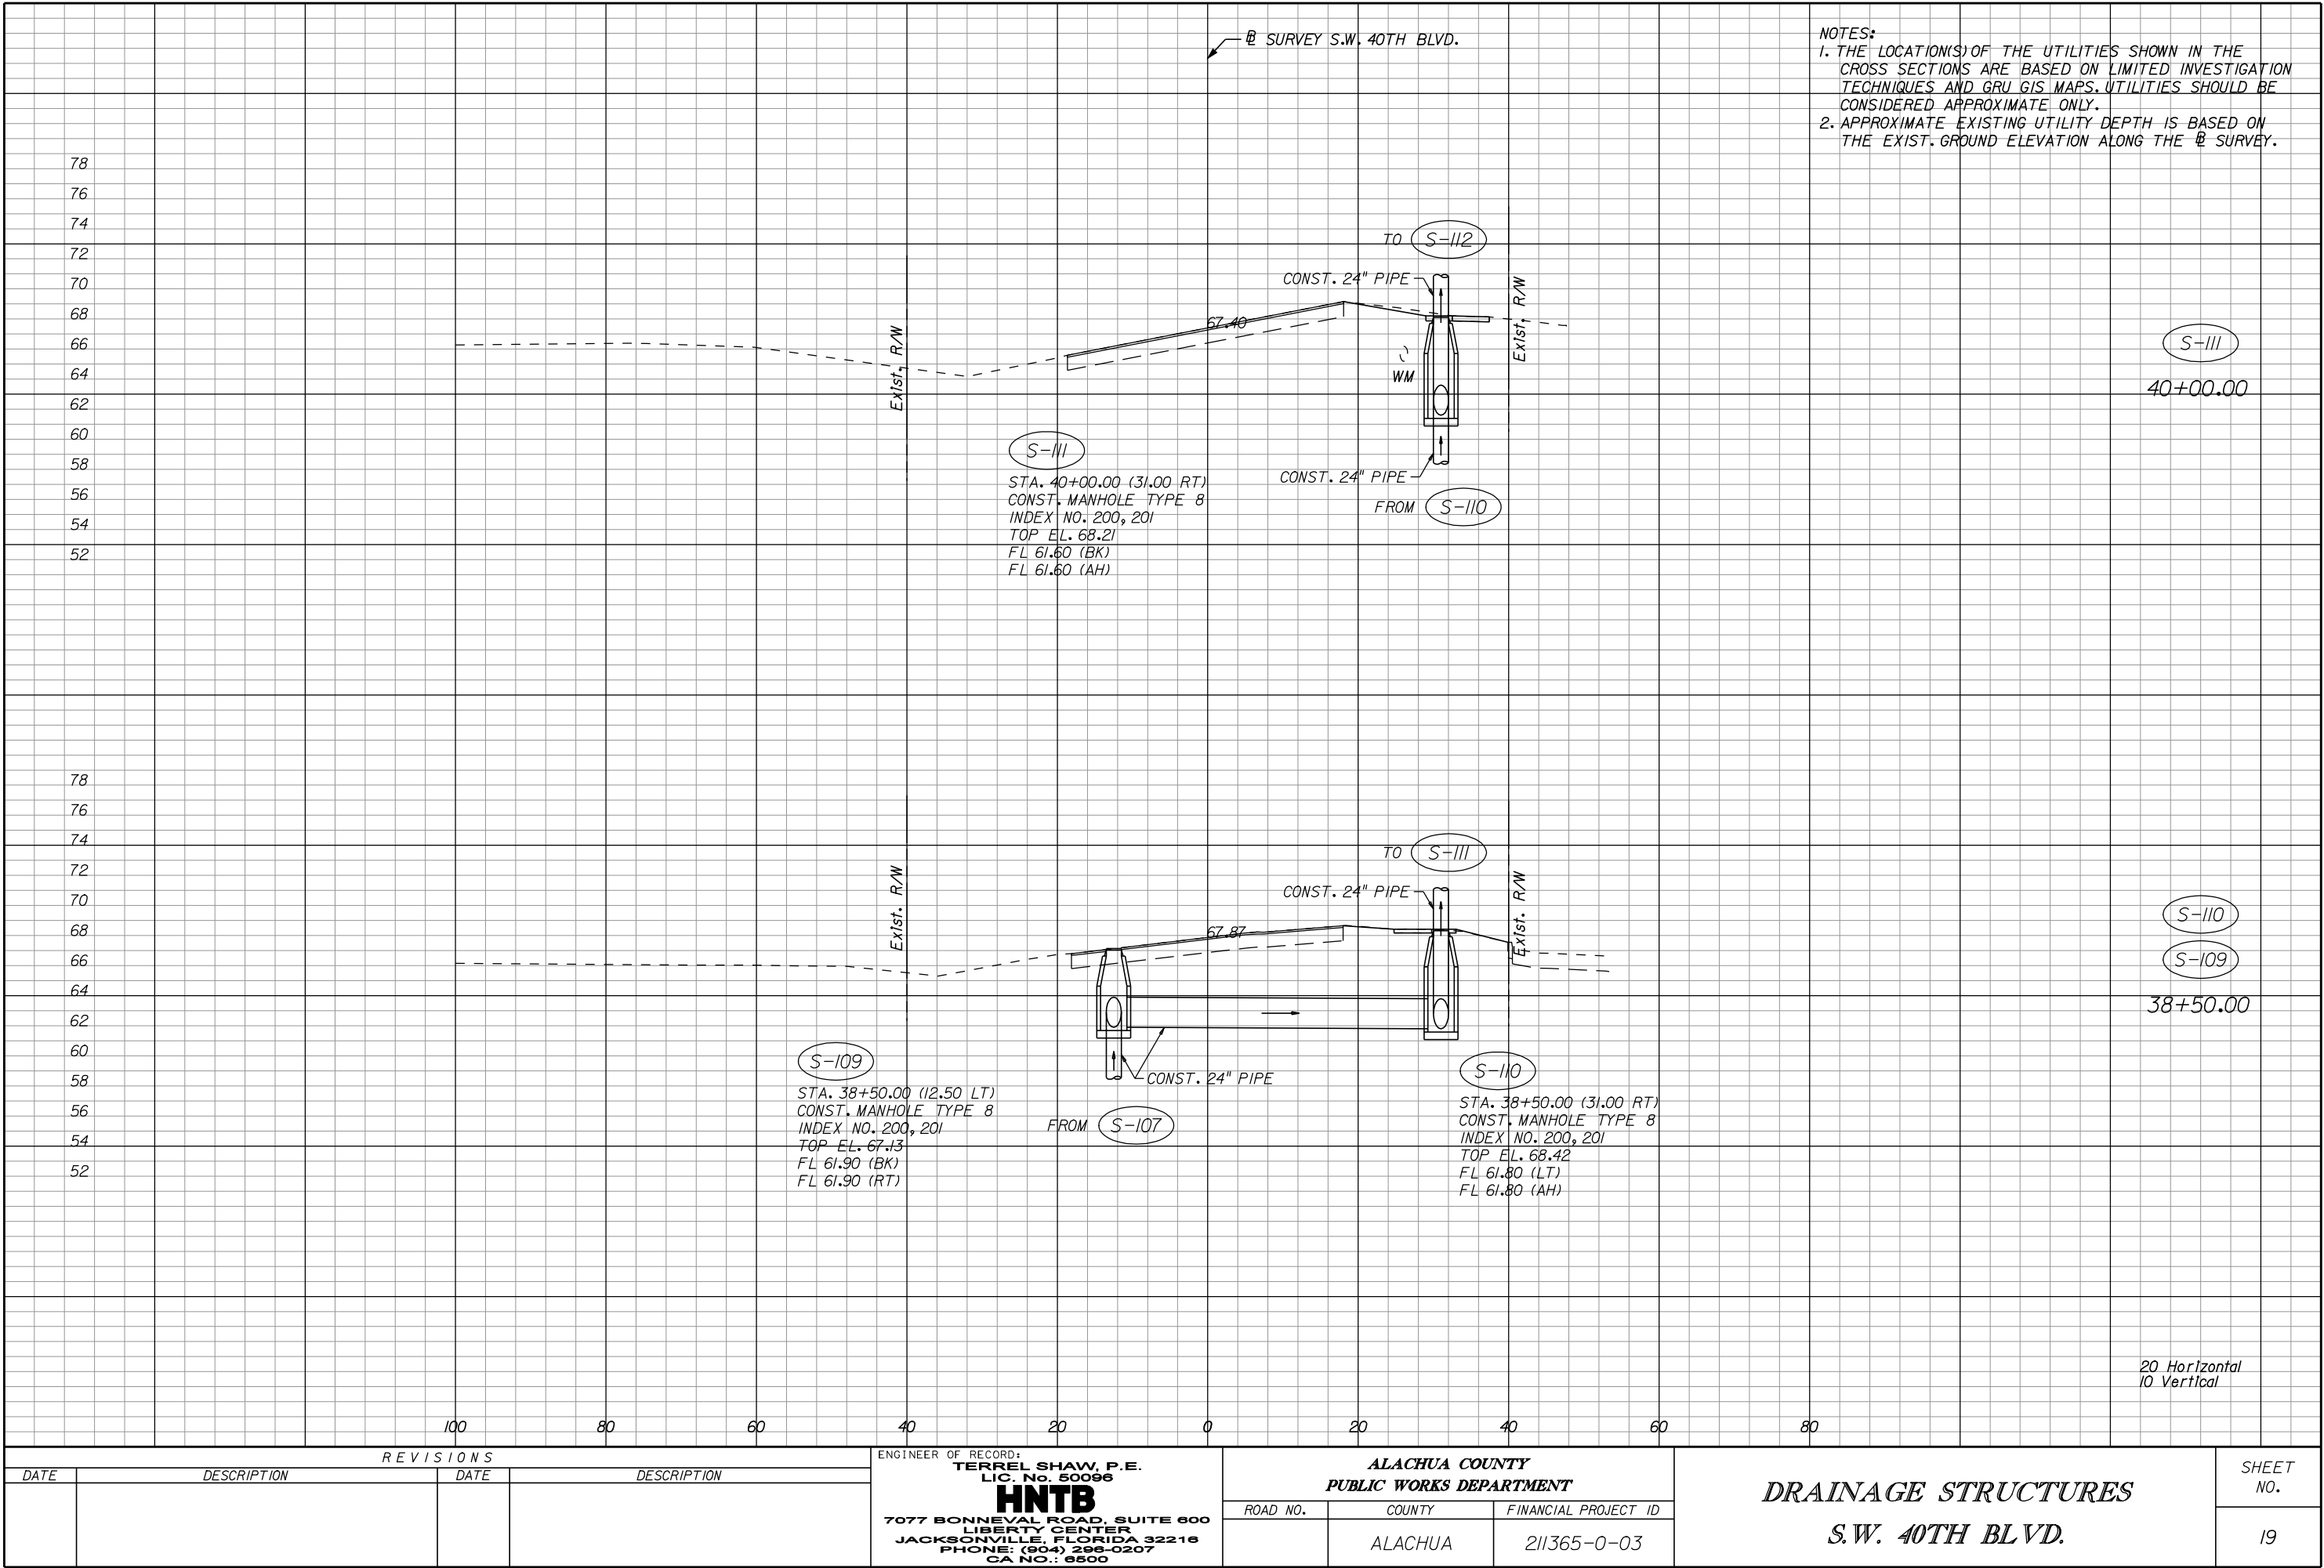 ℄ SURVEY S.W. 40TH BLVD.
NOTES:
1. THE LOCATION(S) OF THE UTILITIES SHOWN IN THE
CROSS SECTIONS ARE BASED ON LIMITED INVESTIGATION
TECHNIQUES AND GRU GIS MAPS. UTILITIES SHOULD BE
CONSIDERED APPROXIMATE ONLY.
2. APPROXIMATE EXISTING UTILITY DEPTH IS BASED ON
THE EXIST. GROUND ELEVATION ALONG THE ℄ SURVEY.
78
76
74
72
70
68
66
64
62
60
58
56
54
52
TO S-112
CONST. 24" PIPE
67.40
Exist. R/W
Exist. R/W
WM
S-111
40+00.00
S-111
STA. 40+00.00 (31.00 RT)
CONST. MANHOLE TYPE 8
INDEX NO. 200, 201
TOP EL. 68.21
FL 61.60 (BK)
FL 61.60 (AH)
CONST. 24" PIPE
FROM S-110
78
76
74
72
70
68
66
64
62
60
58
56
54
52
TO S-111
CONST. 24" PIPE
67.87
Exist. R/W
Exist. R/W
S-110
S-109
38+50.00
S-109
STA. 38+50.00 (12.50 LT)
CONST. MANHOLE TYPE 8
INDEX NO. 200, 201
TOP EL. 67.13
FL 61.90 (BK)
FL 61.90 (RT)
CONST. 24" PIPE
FROM S-107
S-110
STA. 38+50.00 (31.00 RT)
CONST. MANHOLE TYPE 8
INDEX NO. 200, 201
TOP EL. 68.42
FL 61.80 (LT)
FL 61.80 (AH)
20 Horizontal
10 Vertical
100 80 60 40 20 0 20 40 60 80
REVISIONS
DATE DESCRIPTION DATE DESCRIPTION
ENGINEER OF RECORD:
TERREL SHAW, P.E.
LIC. No. 50096
HNTB
7077 BONNEVAL ROAD, SUITE 600
LIBERTY CENTER
JACKSONVILLE, FLORIDA 32216
PHONE: (904) 296-0207
CA NO.: 6500
ALACHUA COUNTY
PUBLIC WORKS DEPARTMENT
ROAD NO. COUNTY FINANCIAL PROJECT ID
ALACHUA 211365-0-03
DRAINAGE STRUCTURES
S.W. 40TH BLVD.
SHEET
NO.
19